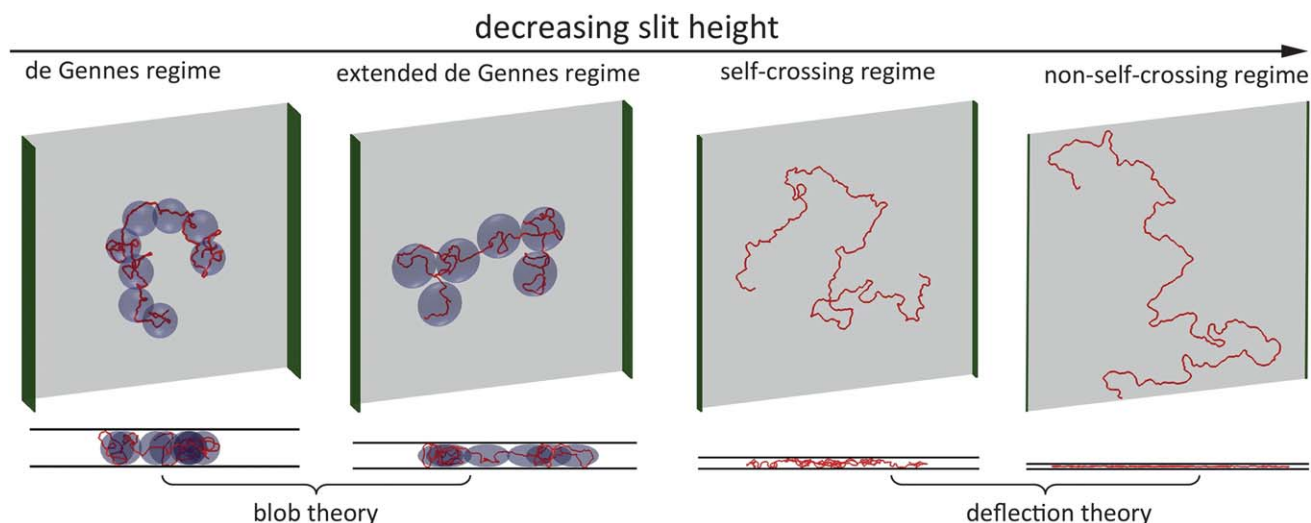 decreasing slit height
de Gennes regime
extended de Gennes regime
self-crossing regime
non-self-crossing regime
blob theory
deflection theory